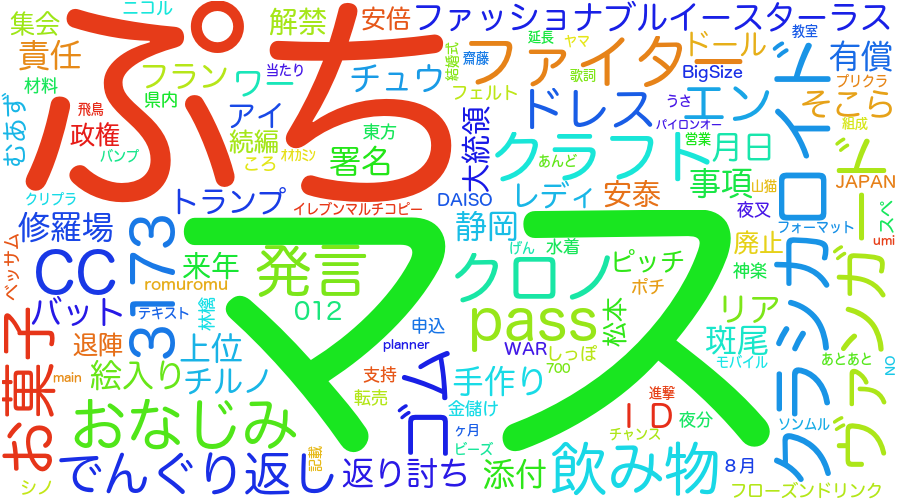 ニコル
集会
責任
材料
飛鳥
政権
バンプ
むあず
クリプラ
ぷち
フラン
県内
ワー
当たり
アイ
続編
ころ
オオカミン
解禁
安倍
チュウ
東方
署名
トランプ
イレブンマルチコピー
ファッショナブルイースターラス
延長
ヤマ
教室
結婚式
齋藤
ファイタ
歌詞
フェルト
ドール
BigSize
うさ
パイロンオー
プリクラ
有償
そこら
組成
ドレス
エン
営業
月日
大統領
クラフト
あんど
事項
山猫
JAPAN
DAISO
レディ
安泰
夜叉
フォーマット
スペ
umi
クラシカロイド
ヴァンガード
修羅場
ベッサム
CC
3173
来年
romuromu
発言
バット
テキスト
林檎
012
マス
静岡
げん
水着
クロノ
ピッチ
ポチ
廃止
神楽
リア
斑尾
モバイル
あとあと
NO
pass
松本
申込
planner
WAR
しっぽ
700
お菓子
退陣
上位
main
絵入り
チルノ
支持
転売
ゴム
手作り
金儲け
進撃
ID
夜分
チャンス
ソンムル
おなじみ
ヶ月
ビーズ
でんぐり返し
記載
返り討ち
添付
飲み物
8月
シノ
フローズンドリンク